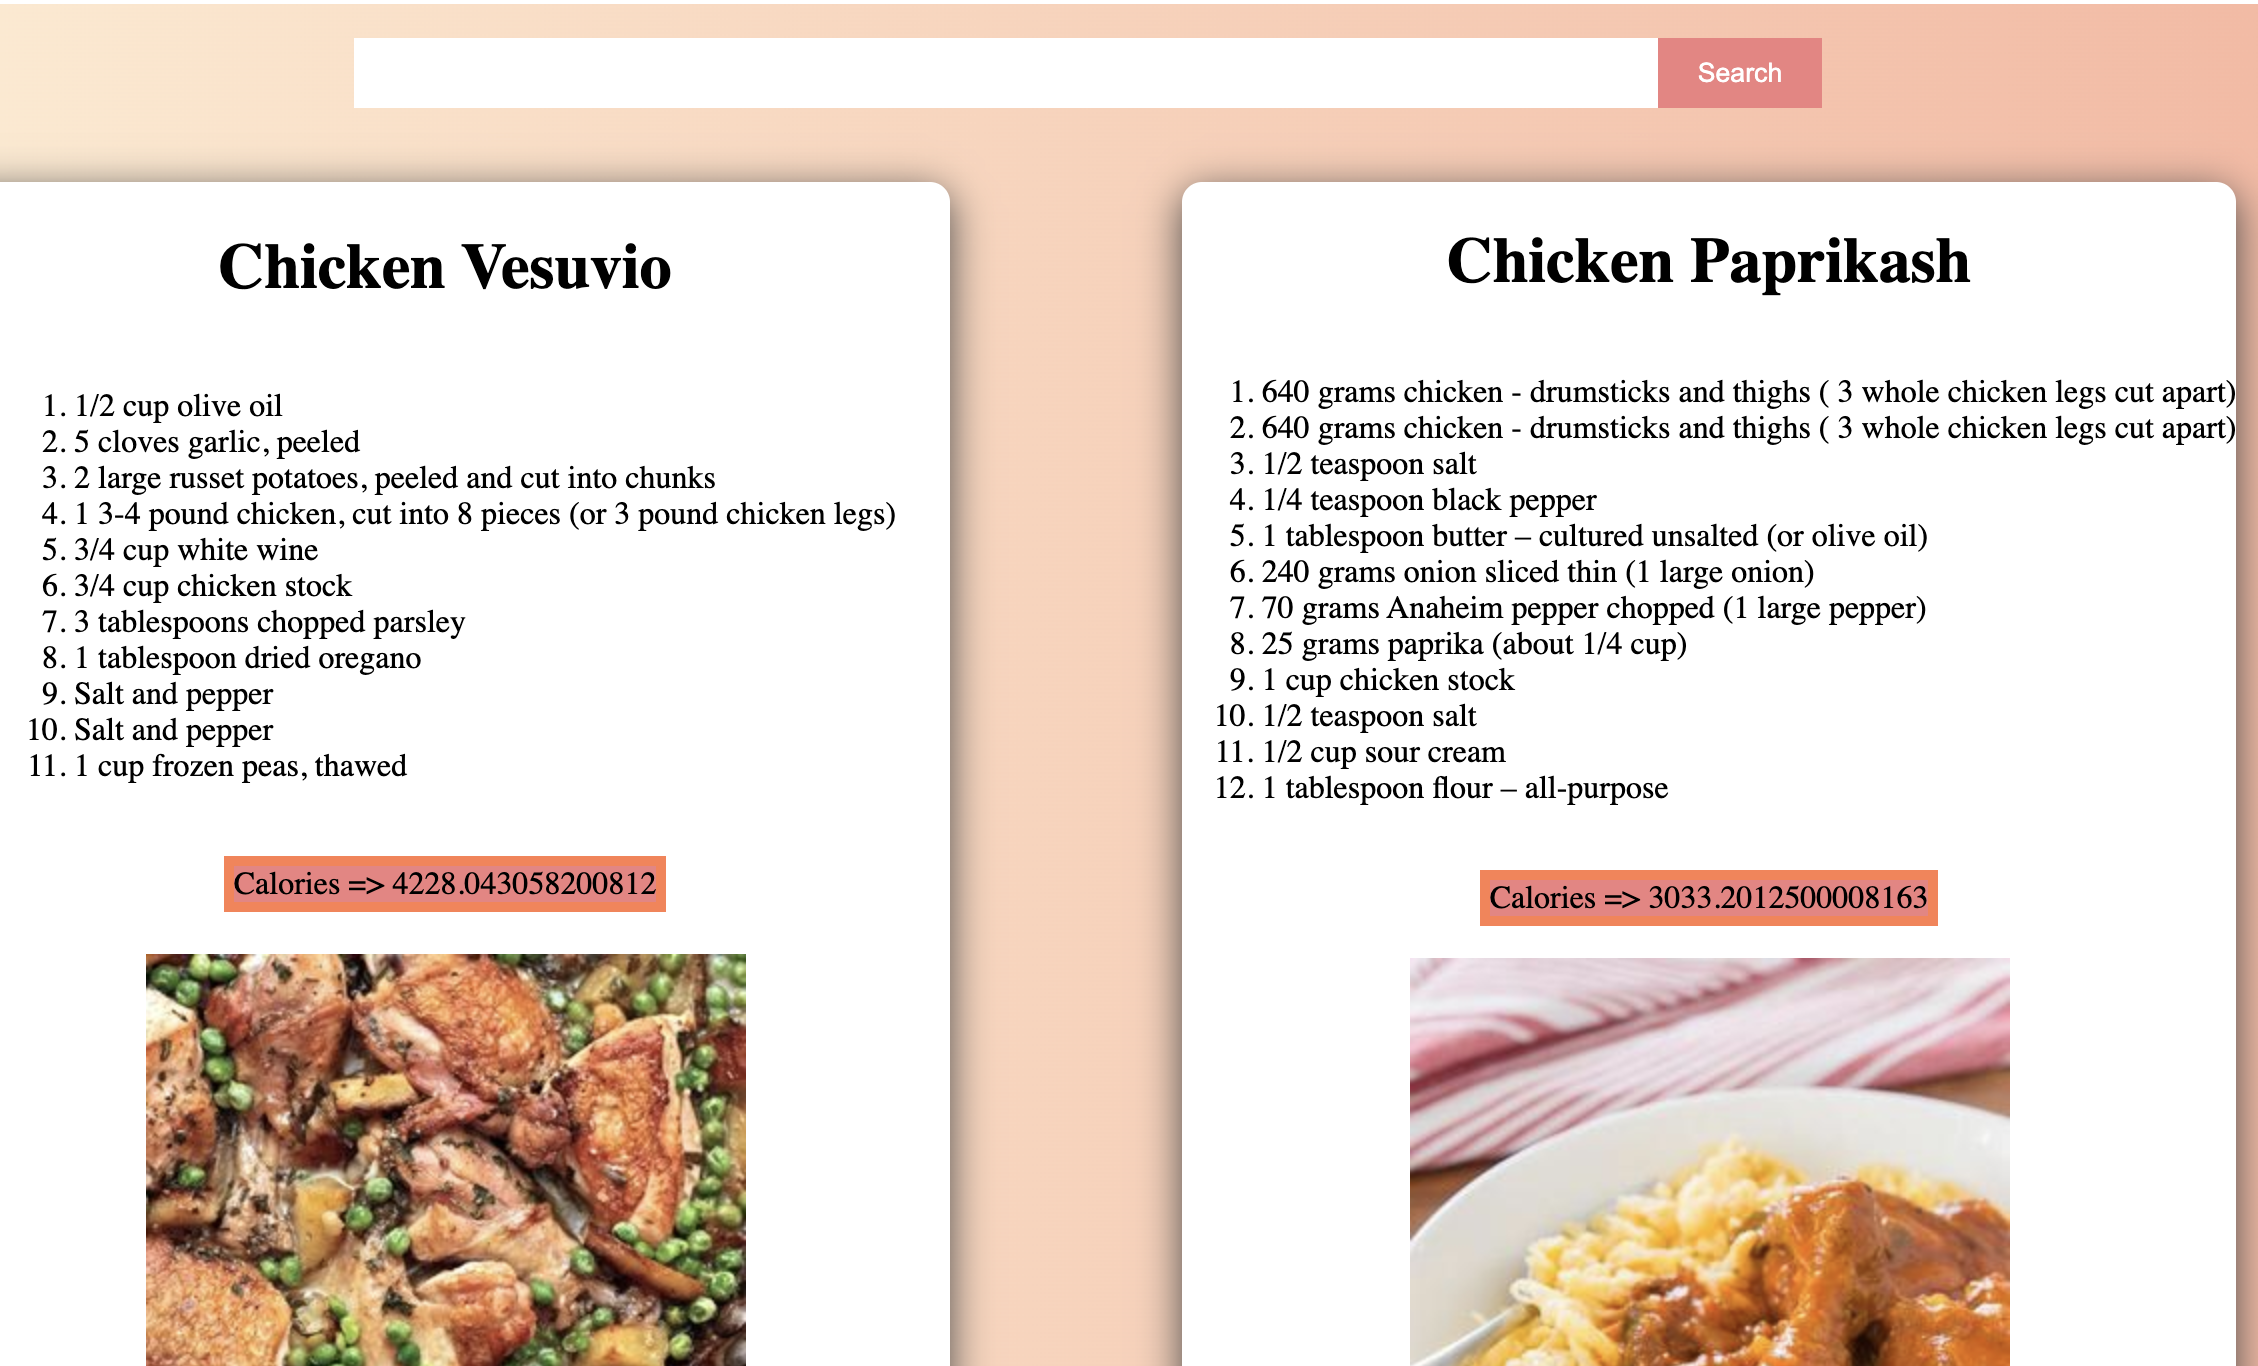 Search
Chicken Vesuvio
1. 1/2 cup olive oil
2. 5 cloves garlic, peeled
3. 2 large russet potatoes, peeled and cut into chunks
4. 1 3-4 pound chicken, cut into 8 pieces (or 3 pound chicken legs)
5. 3/4 cup white wine
6. 3/4 cup chicken stock
7. 3 tablespoons chopped parsley
8. 1 tablespoon dried oregano
9. Salt and pepper
10. Salt and pepper
11. 1 cup frozen peas, thawed
Calories => 4228.043058200812
Chicken Paprikash
1. 640 grams chicken - drumsticks and thighs ( 3 whole chicken legs cut apart)
2. 640 grams chicken - drumsticks and thighs ( 3 whole chicken legs cut apart)
3. 1/2 teaspoon salt
4. 1/4 teaspoon black pepper
5. 1 tablespoon butter – cultured unsalted (or olive oil)
6. 240 grams onion sliced thin (1 large onion)
7. 70 grams Anaheim pepper chopped (1 large pepper)
8. 25 grams paprika (about 1/4 cup)
9. 1 cup chicken stock
10. 1/2 teaspoon salt
11. 1/2 cup sour cream
12. 1 tablespoon flour – all-purpose
Calories => 3033.2012500008163